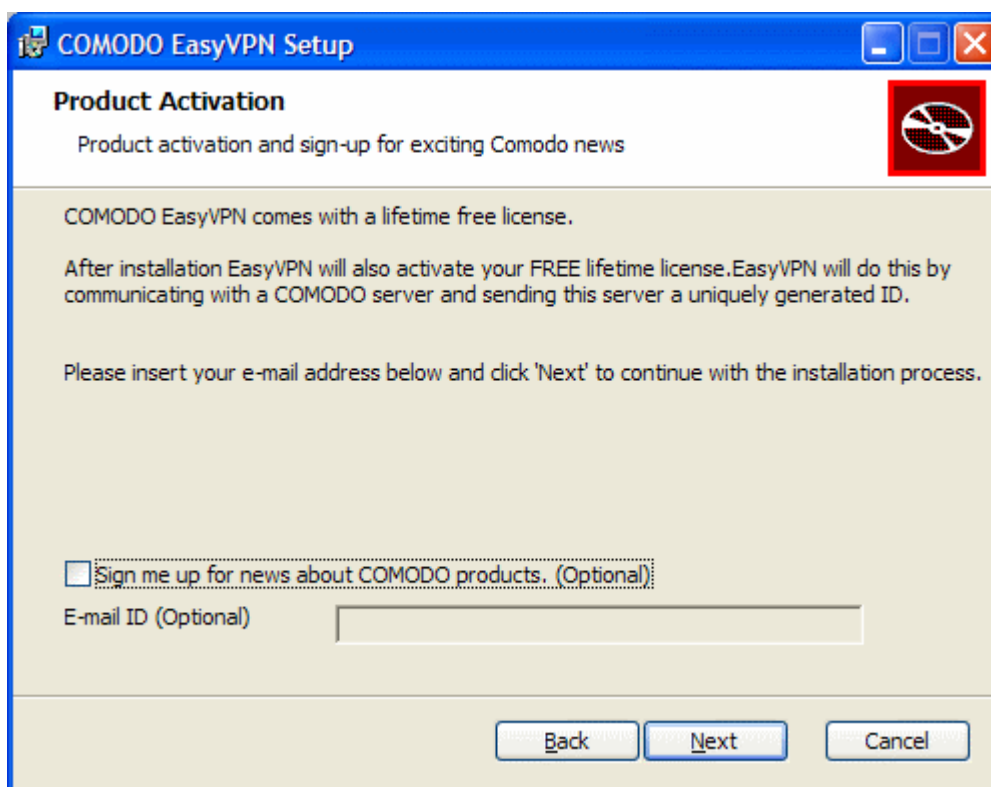 COMODO EasyVPN Setup
Product Activation
Product activation and sign-up for exciting Comodo news
COMODO EasyVPN comes with a lifetime free license.
After installation EasyVPN will also activate your FREE lifetime license.EasyVPN will do this by
communicating with a COMODO server and sending this server a uniquely generated ID.
Please insert your e-mail address below and click 'Next' to continue with the installation process.
Sign me up for news about COMODO products. (Optional)
E-mail ID (Optional)
Back Next Cancel